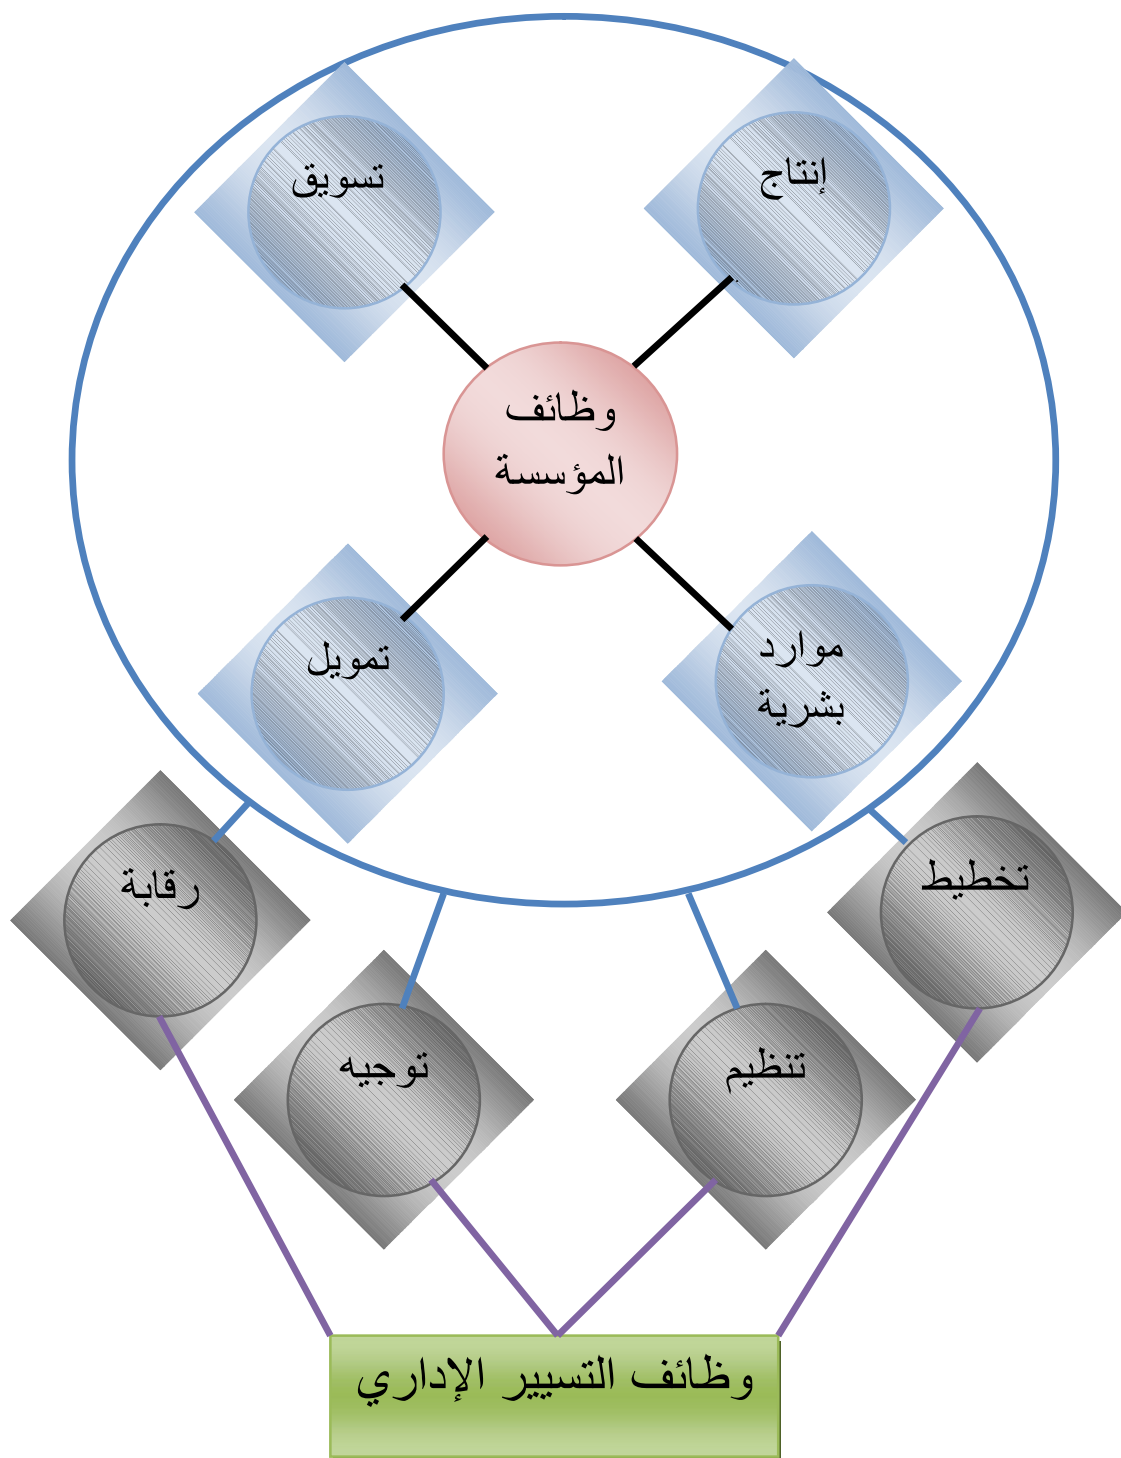 إنتاج
تسويق
وظائف
المؤسسة
موارد
بشرية
تمويل
تخطيط
رقابة
تنظيم
توجيه
وظائف التسيير الإداري